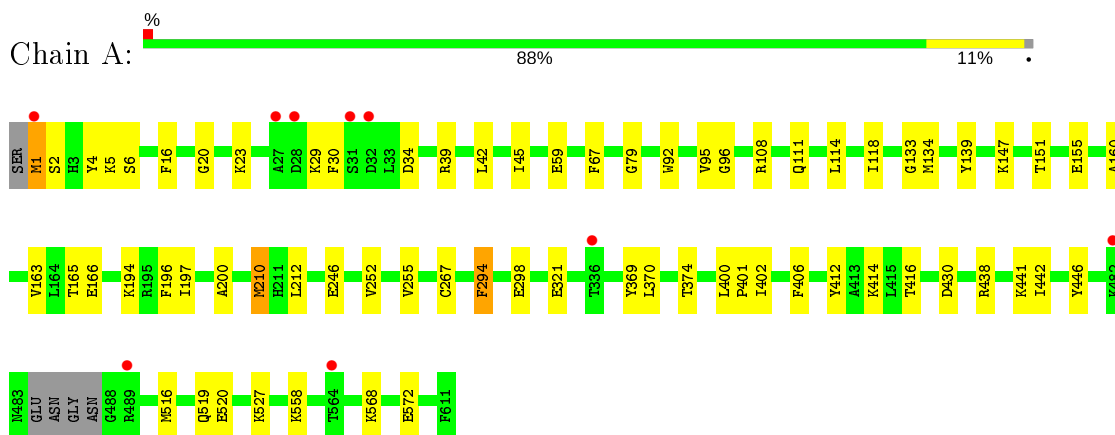 %
Chain A:
88% 11% •
SER M1 S2 H3 Y4 K5 S6 F16 G20 K23 A27 D28 K29 F30 S31 D32 L33 D34 R39 L42 I45 E59 F67 G79 W92 V95 G96 R108 Q111 L114 I118 G133 M134 Y139 K147 T151 E155 A160
V163 L164 T165 E166 K194 R195 F196 I197 A200 M210 H211 L212 E246 V252 V255 C267 F294 E298 E321 T336 Y369 L370 T374 L400 P401 I402 F406 Y412 A413 K414 L415 T416 D430 R438 K441 I442 Y446 K482
N483 GLU ASN GLY ASN G488 R489 M516 Q519 E520 K527 K558 T564 K568 E572 F611